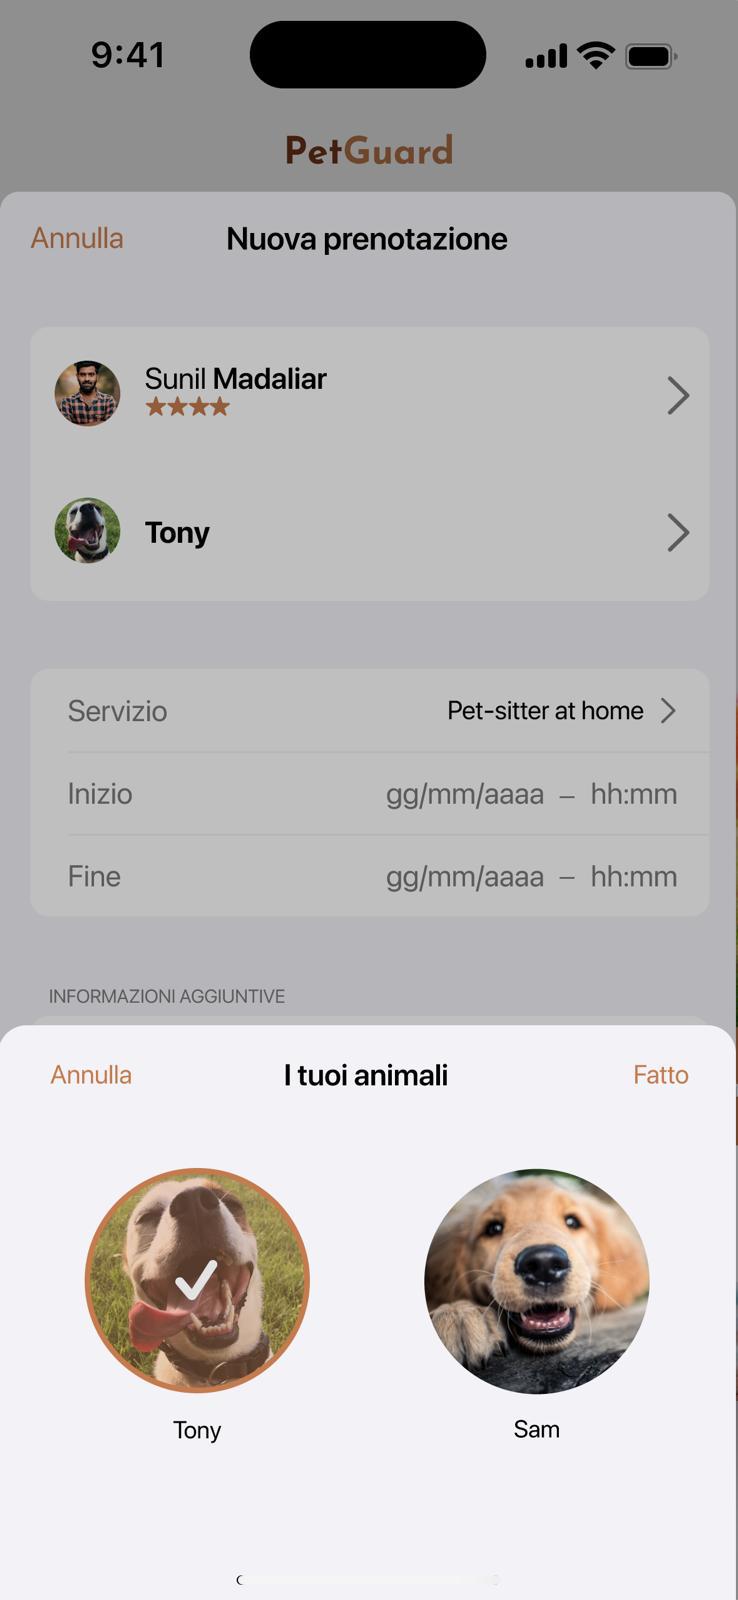 9:41
PetGuard
Annulla
Nuova prenotazione
Sunil Madaliar
Tony
Servizio
Pet-sitter at home
Inizio
gg/mm/aaaa – hh:mm
Fine
gg/mm/aaaa – hh:mm
INFORMAZIONI AGGIUNTIVE
Annulla
I tuoi animali
Fatto
Tony
Sam